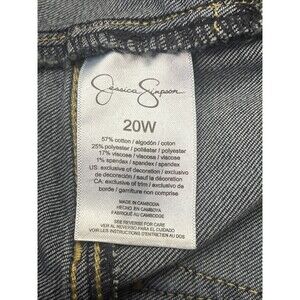 Jessica Simpson
20W
57% cotton / algodón / coton
25% polyester / poliéster / polyester
17% viscose / viscosa / viscose
1% spandex / spandex / spandex
US: exclusive of decoration / exclusivo
de decoración / sauf la décoration
CA: exclusive of trim / exclusivo de
borde / garniture non comprise
MADE IN CAMBODIA
HECHO EN CAMBOYA
FABRIQUÉ AU CAMBODGE
SEE REVERSE FOR CARE
VER AL REVERSO PARA EL CUIDADO
VOIR LES INSTRUCTIONS D'ENTRETIEN AU DOS